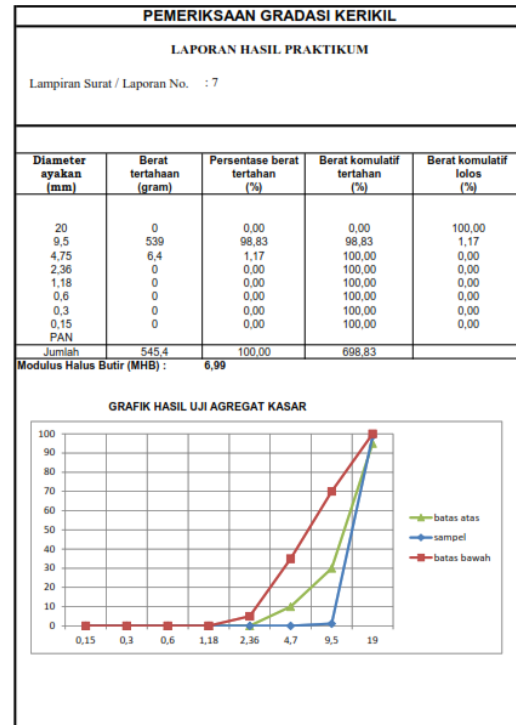 PEMERIKSAAN GRADASI KERIKIL
LAPORAN HASIL PRAKTIKUM
Lampiran Surat / Laporan No. : 7
Diameter ayakan (mm) Berat tertahaan (gram) Persentase berat tertahan (%) Berat komulatif tertahan (%) Berat komulatif lolos (%)
20 0 0,00 0,00 100,00
9,5 539 98,83 98,83 1,17
4,75 6,4 1,17 100,00 0,00
2,36 0 0,00 100,00 0,00
1,18 0 0,00 100,00 0,00
0,6 0 0,00 100,00 0,00
0,3 0 0,00 100,00 0,00
0,15 0 0,00 100,00 0,00
PAN
Jumlah 545,4 100,00 698,83
Modulus Halus Butir (MHB) : 6,99
GRAFIK HASIL UJI AGREGAT KASAR
100
90
80
70
60
50
40
30
20
10
0
0,15 0,3 0,6 1,18 2,36 4,7 9,5 19
batas atas
sampel
batas bawah